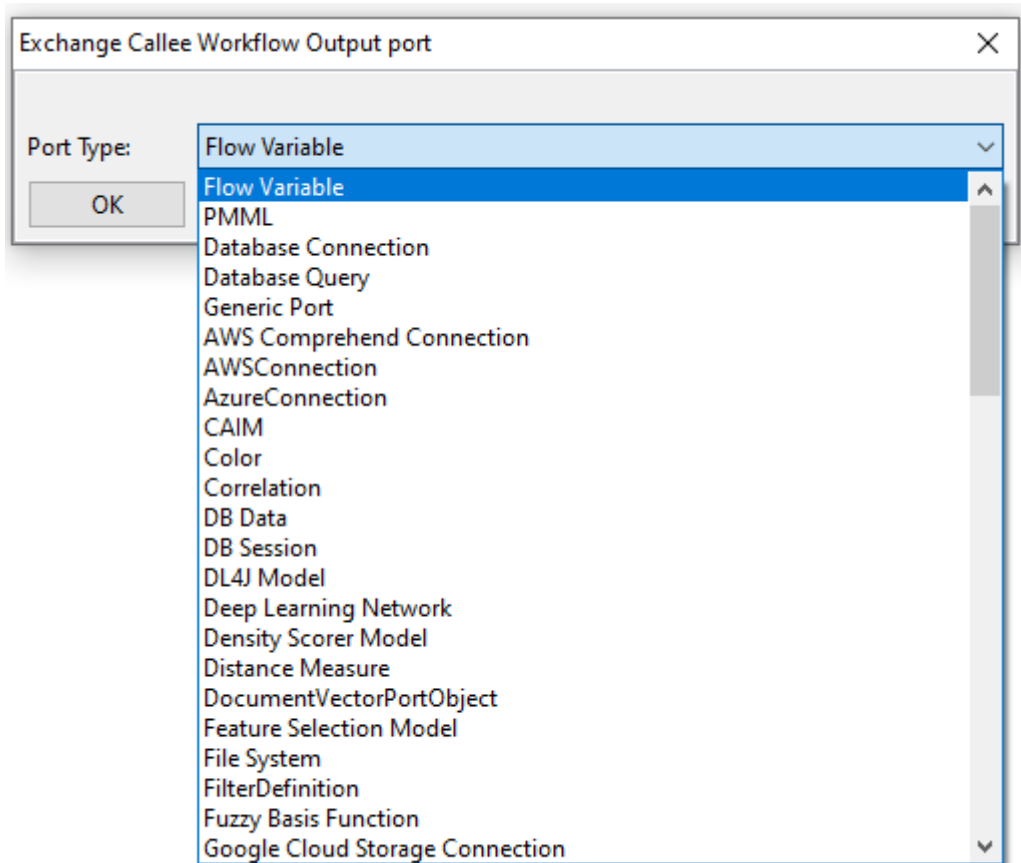 Exchange Callee Workflow Output port
Port Type:
Flow Variable
OK
Flow Variable
PMML
Database Connection
Database Query
Generic Port
AWS Comprehend Connection
AWSConnection
AzureConnection
CAIM
Color
Correlation
DB Data
DB Session
DL4J Model
Deep Learning Network
Density Scorer Model
Distance Measure
DocumentVectorPortObject
Feature Selection Model
File System
FilterDefinition
Fuzzy Basis Function
Google Cloud Storage Connection